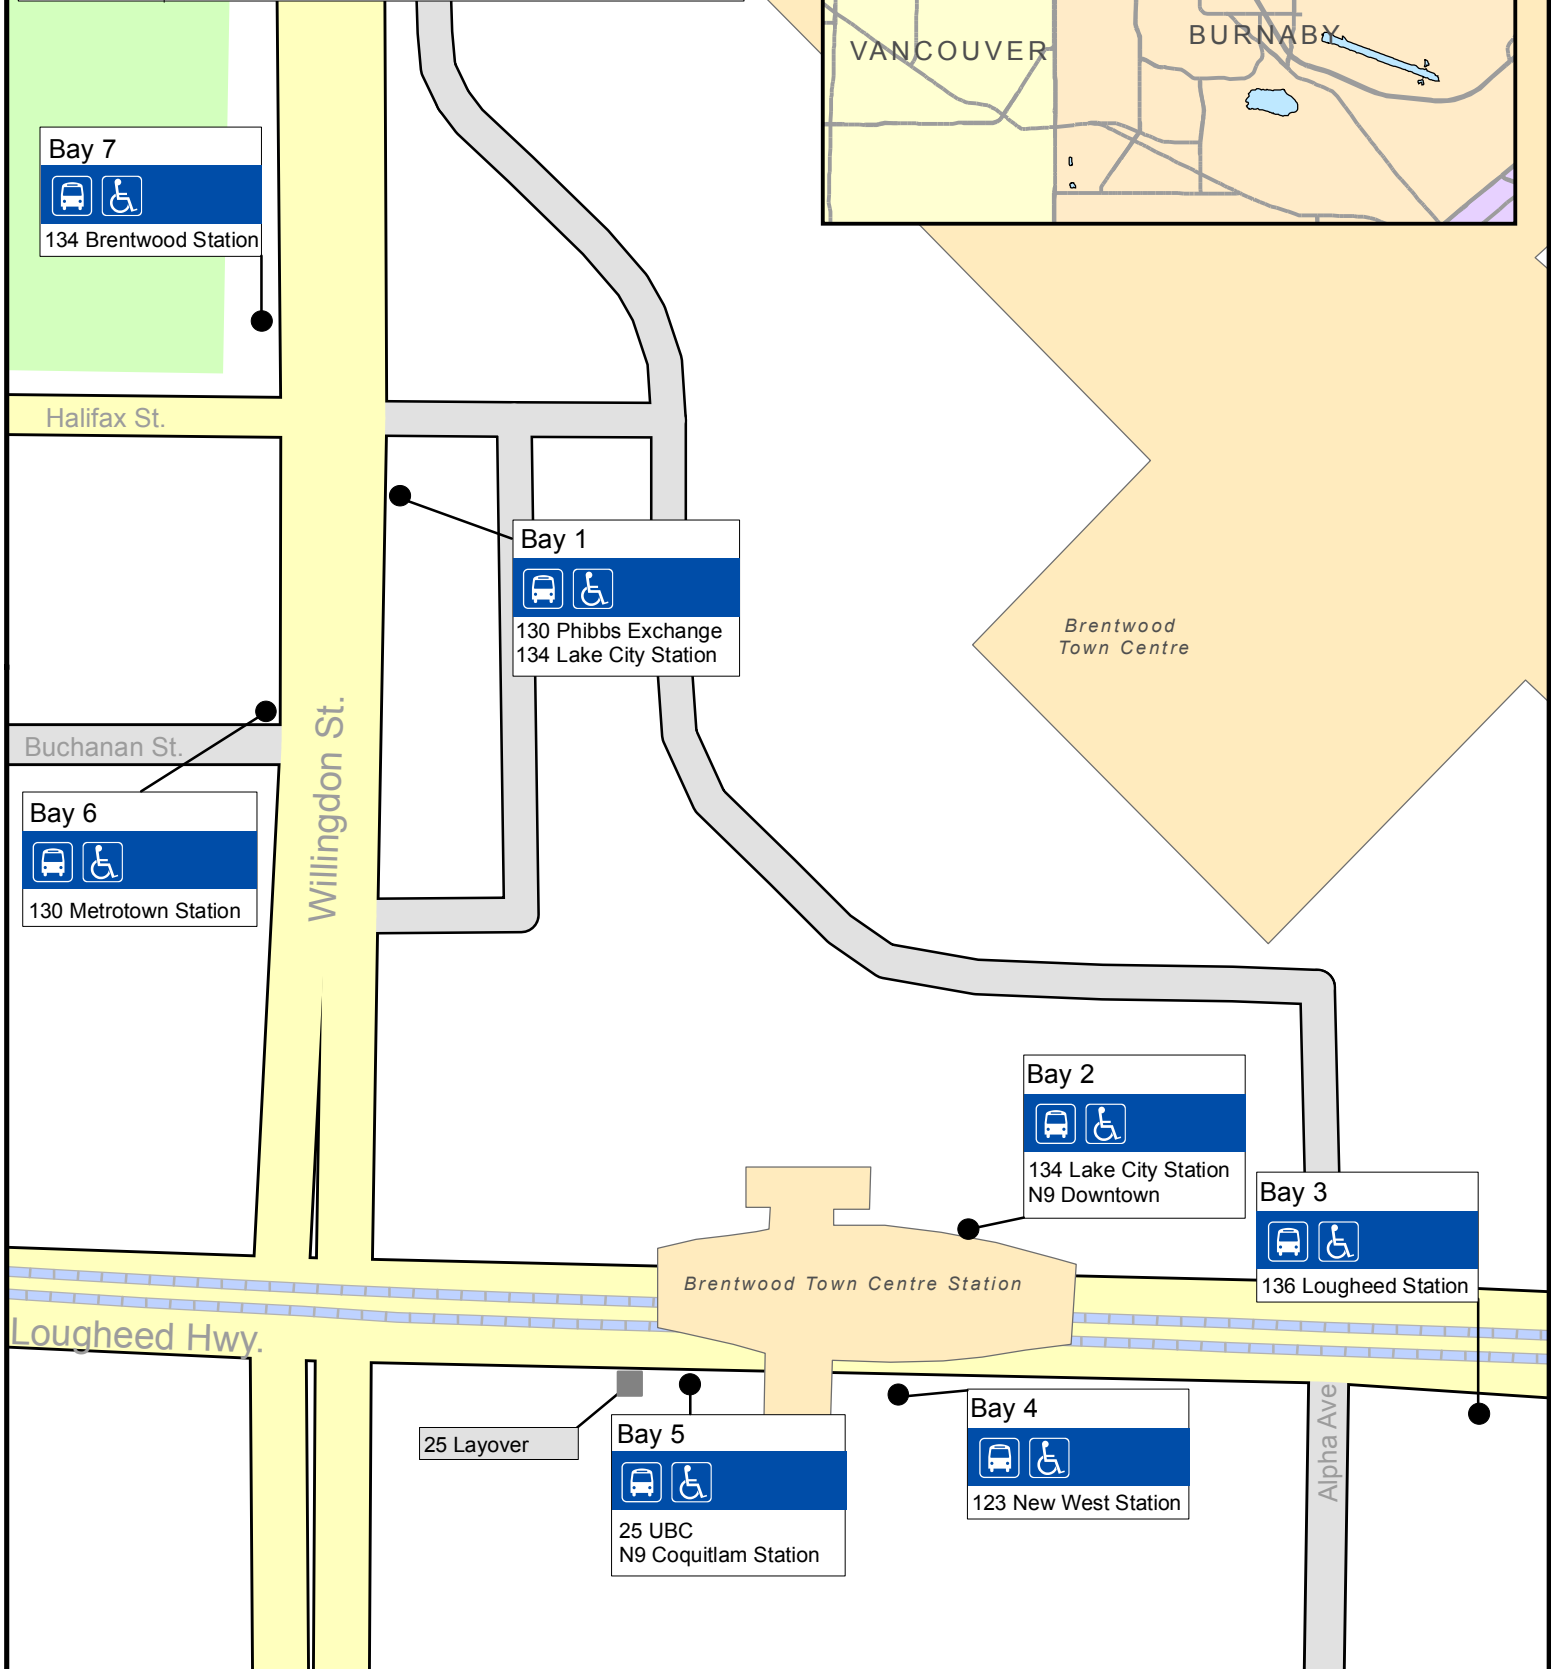 VANCOUVER
BURNABY
Bay 7
134 Brentwood Station
Halifax St.
Bay 1
130 Phibbs Exchange
134 Lake City Station
Brentwood
Town Centre
Buchanan St.
Willingdon St.
Bay 6
130 Metrotown Station
Bay 2
134 Lake City Station
N9 Downtown
Bay 3
136 Lougheed Station
Brentwood Town Centre Station
Lougheed Hwy.
25 Layover
Bay 5
25 UBC
N9 Coquitlam Station
Bay 4
123 New West Station
Alpha Ave